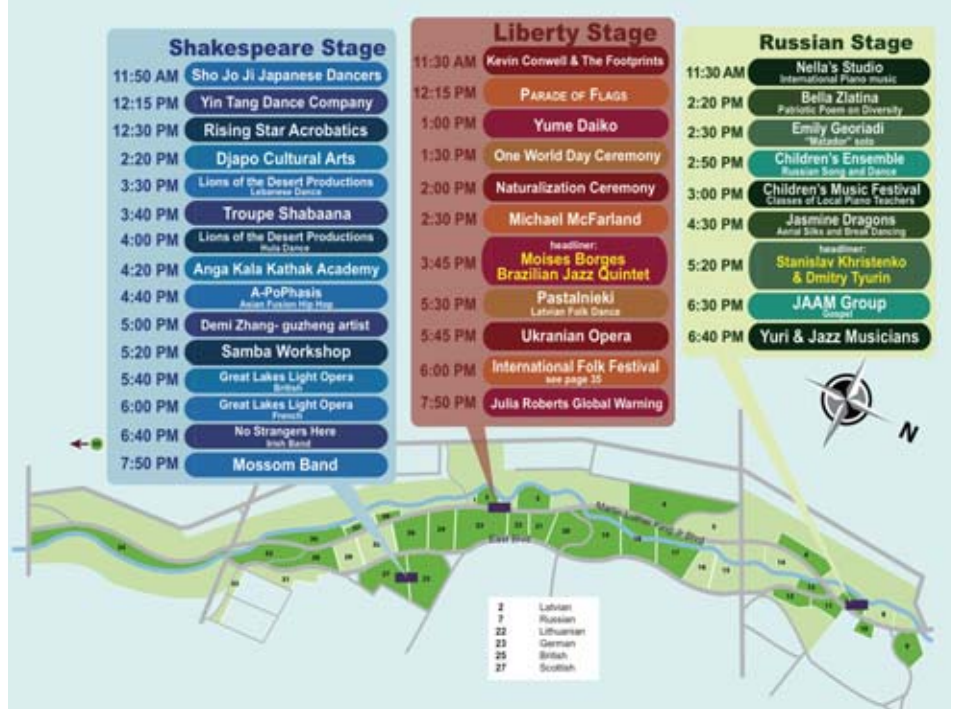 Shakespeare Stage
11:50 AM Sho Jo Ji Japanese Dancers
12:15 PM Yin Tang Dance Company
12:30 PM Rising Star Acrobatics
2:20 PM Djapo Cultural Arts
3:30 PM Lions of the Desert Productions
Lebanese Dance
3:40 PM Troupe Shabaana
4:00 PM Lions of the Desert Productions
Hula Dance
4:20 PM Anga Kala Kathak Academy
4:40 PM A-PoPhasis
Asian Fusion Hip Hop
5:00 PM Demi Zhang- guzheng artist
5:20 PM Samba Workshop
5:40 PM Great Lakes Light Opera
British
6:00 PM Great Lakes Light Opera
French
6:40 PM No Strangers Here
Irish Band
7:50 PM Mossom Band
Liberty Stage
11:30 AM Kevin Conwell & The Footprints
12:15 PM PARADE OF FLAGS
1:00 PM Yume Daiko
1:30 PM One World Day Ceremony
2:00 PM Naturalization Ceremony
2:30 PM Michael McFarland
headliner:
3:45 PM Moises Borges
Brazilian Jazz Quintet
5:30 PM Pastalnieki
Latvian Folk Dance
5:45 PM Ukranian Opera
6:00 PM International Folk Festival
see page 35
7:50 PM Julia Roberts Global Warning
Russian Stage
11:30 AM Nella's Studio
International Piano music
2:20 PM Bella Zlatina
Patriotic Poem on Diversity
2:30 PM Emily Georiadi
"Matador" solo
2:50 PM Children's Ensemble
Russian Song and Dance
3:00 PM Children's Music Festival
Classes of Local Piano Teachers
4:30 PM Jasmine Dragons
Aerial Silks and Break Dancing
headliner:
5:20 PM Stanislav Khristenko
& Dmitry Tyurin
6:30 PM JAAM Group
Gospel
6:40 PM Yuri & Jazz Musicians
N
Martin Luther King Jr. Blvd
East Blvd
2 Latvian
7 Russian
22 Lithuanian
23 German
25 British
27 Scottish